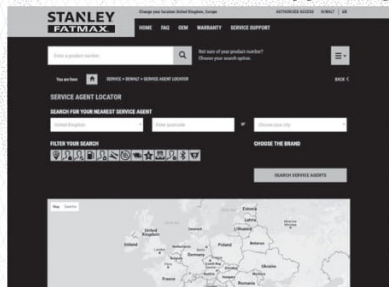 STANLEY
FATMAX
Change your location United Kingdom, Europe
AUTHORISED ACCESS DEWALT
HOME FAQ OEM WARRANTY SERVICE SUPPORT
Enter a product number
Not sure of your product number?
Choose your search option.
You are here: SERVICE > DEWALT > SERVICE AGENT LOCATOR
BACK <
SERVICE AGENT LOCATOR
SEARCH FOR YOUR NEAREST SERVICE AGENT
United Kingdom
Enter postcode
or
Choose your city
FILTER YOUR SEARCH
CHOOSE THE BRAND
SEARCH SERVICE AGENTS
Map Satellite
Estonia
Latvia
Lithuania
United Kingdom
Ireland
Poland
Belarus
Germany
Ukraine
France
Romania